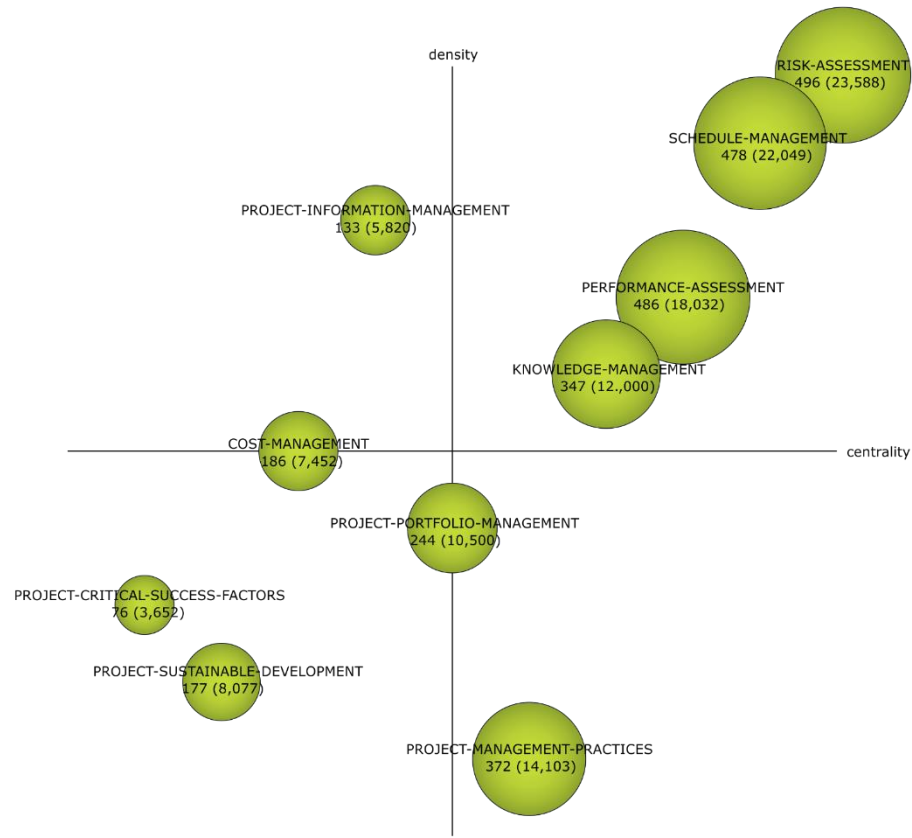 density
RISK-ASSESSMENT
496 (23,588)
SCHEDULE-MANAGEMENT
478 (22,049)
PROJECT-INFORMATION-MANAGEMENT
133 (5,820)
PERFORMANCE-ASSESSMENT
486 (18,032)
KNOWLEDGE-MANAGEMENT
347 (12.,000)
COST-MANAGEMENT
186 (7,452)
centrality
PROJECT-PORTFOLIO-MANAGEMENT
244 (10,500)
PROJECT-CRITICAL-SUCCESS-FACTORS
76 (3,652)
PROJECT-SUSTAINABLE-DEVELOPMENT
177 (8,077)
PROJECT-MANAGEMENT-PRACTICES
372 (14,103)